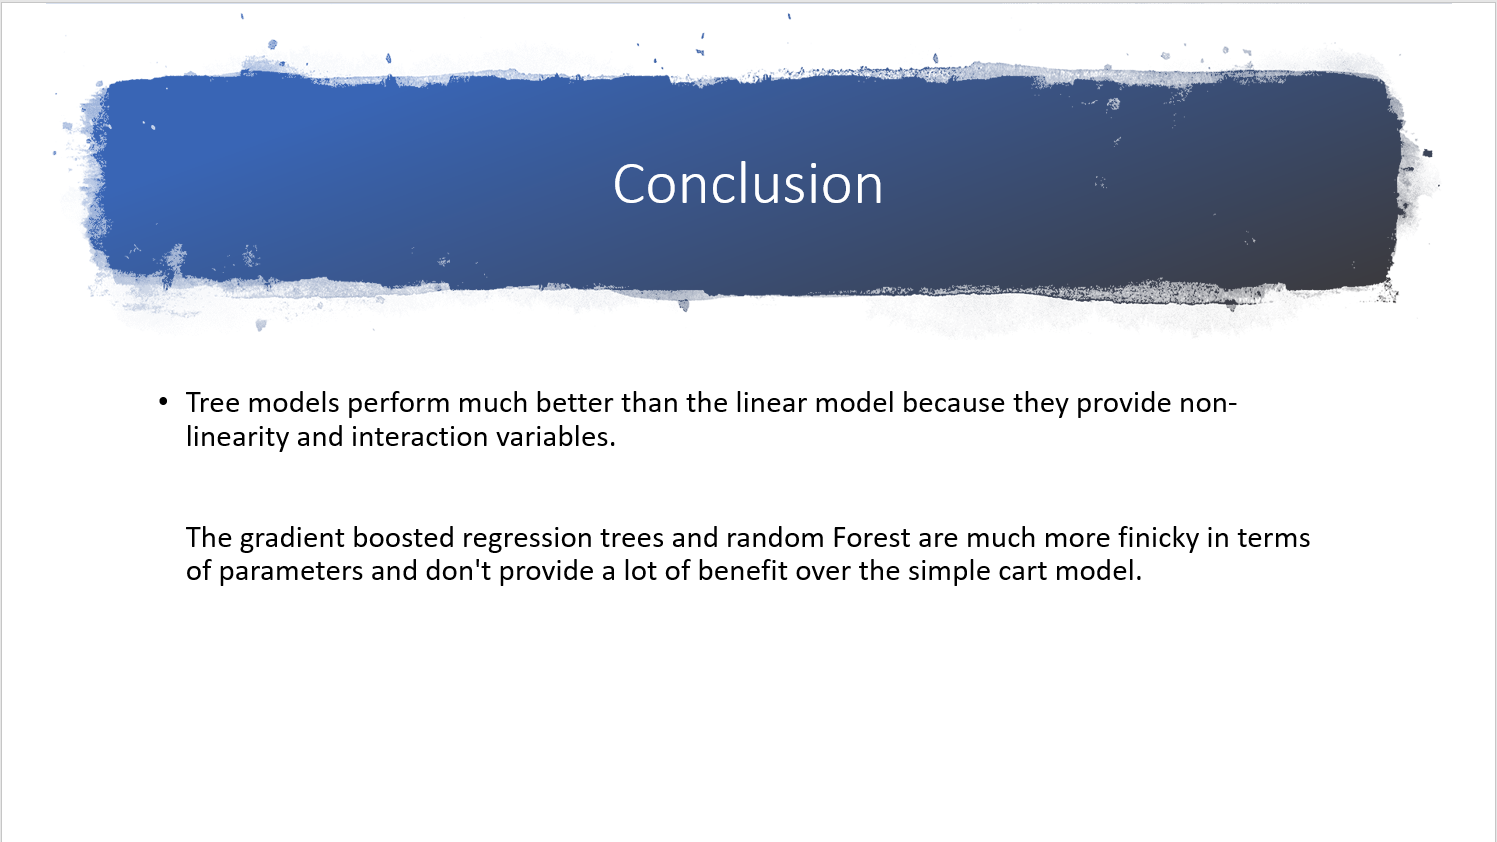 Conclusion
• Tree models perform much better than the linear model because they provide non-
linearity and interaction variables.
The gradient boosted regression trees and random Forest are much more finicky in terms
of parameters and don't provide a lot of benefit over the simple cart model.